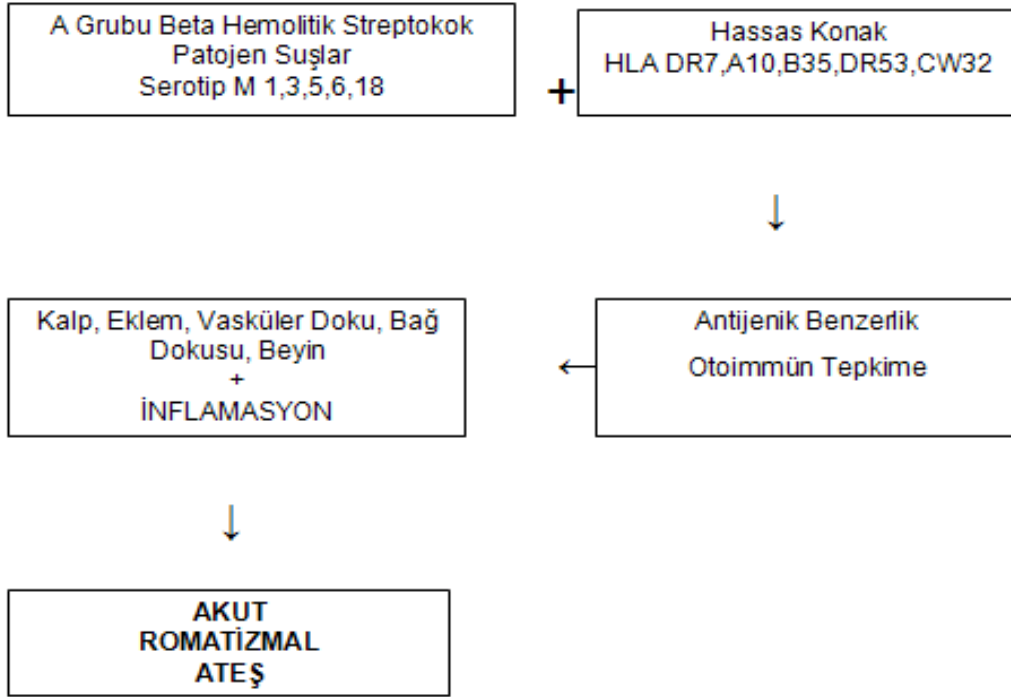 A Grubu Beta Hemolitik Streptokok
Patojen Suşlar
Serotip M 1,3,5,6,18
+
Hassas Konak
HLA DR7,A10,B35,DR53,CW32
↓
Antijenik Benzerlik
Otoimmün Tepkime
←
Kalp, Eklem, Vasküler Doku, Bağ
Dokusu, Beyin
+
İNFLAMASYON
↓
AKUT
ROMATİZMAL
ATEŞ